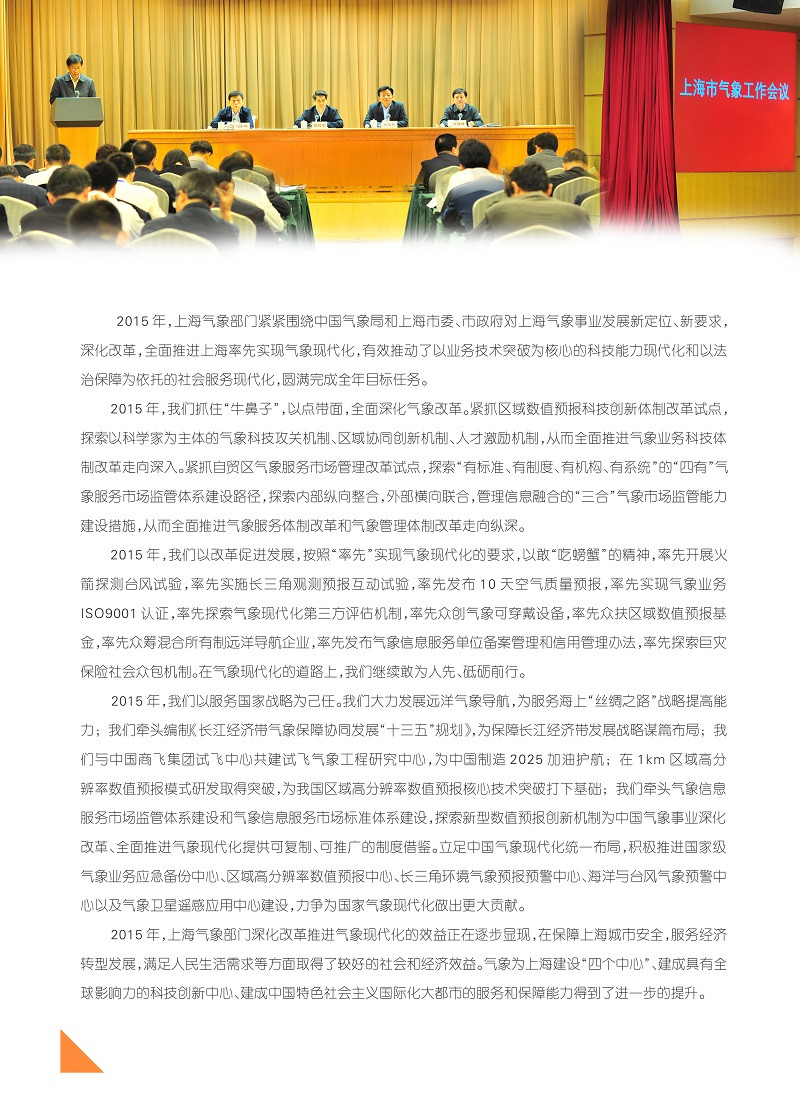 上海市气象工作会议
2015年，上海气象部门紧紧围绕中国气象局和上海市委、市政府对上海气象事业发展新定位、新要求，
深化改革，全面推进上海率先实现气象现代化，有效推动了以业务技术突破为核心的科技能力现代化和以法
治保障为依托的社会服务现代化，圆满完成全年目标任务。
2015年，我们抓住“牛鼻子”，以点带面，全面深化气象改革。紧抓区域数值预报科技创新体制改革试点，
探索以科学家为主体的气象科技攻关机制、区域协同创新机制、人才激励机制，从而全面推进气象业务科技体
制改革走向深入。紧抓自贸区气象服务市场管理改革试点，探索“有标准、有制度、有机构、有系统”的“四有”气
象服务市场监管体系建设路径，探索内部纵向整合，外部横向联合，管理信息融合的“三合”气象市场监管能力
建设措施，从而全面推进气象服务体制改革和气象管理体制改革走向纵深。
2015年，我们以改革促进发展，按照“率先”实现气象现代化的要求，以敢“吃螃蟹”的精神，率先开展火
箭探测台风试验，率先实施长三角观测预报互动试验，率先发布10天空气质量预报，率先实现气象业务
ISO9001认证，率先探索气象现代化第三方评估机制，率先众创气象可穿戴设备，率先众扶区域数值预报基
金，率先众筹混合所有制远洋导航企业，率先发布气象信息服务单位备案管理和信用管理办法，率先探索巨灾
保险社会众包机制。在气象现代化的道路上，我们继续敢为人先、砥砺前行。
2015年，我们以服务国家战略为己任。我们大力发展远洋气象导航，为服务海上“丝绸之路”战略提高能
力；我们牵头编制《长江经济带气象保障协同发展“十三五”规划》，为保障长江经济带发展战略谋篇布局；我
们与中国商飞集团试飞中心共建试飞气象工程研究中心，为中国制造2025加油护航；在1km区域高分
辨率数值预报模式研发取得突破，为我国区域高分辨率数值预报核心技术突破打下基础；我们牵头气象信息
服务市场监管体系建设和气象信息服务市场标准体系建设，探索新型数值预报创新机制为中国气象事业深化
改革、全面推进气象现代化提供可复制、可推广的制度借鉴。立足中国气象现代化统一布局，积极推进国家级
气象业务应急备份中心、区域高分辨率数值预报中心、长三角环境气象预报预警中心、海洋与台风气象预警中
心以及气象卫星遥感应用中心建设，力争为国家气象现代化做出更大贡献。
2015年，上海气象部门深化改革推进气象现代化的效益正在逐步显现，在保障上海城市安全，服务经济
转型发展，满足人民生活需求等方面取得了较好的社会和经济效益。气象为上海建设“四个中心”、建成具有全
球影响力的科技创新中心、建成中国特色社会主义国际化大都市的服务和保障能力得到了进一步的提升。